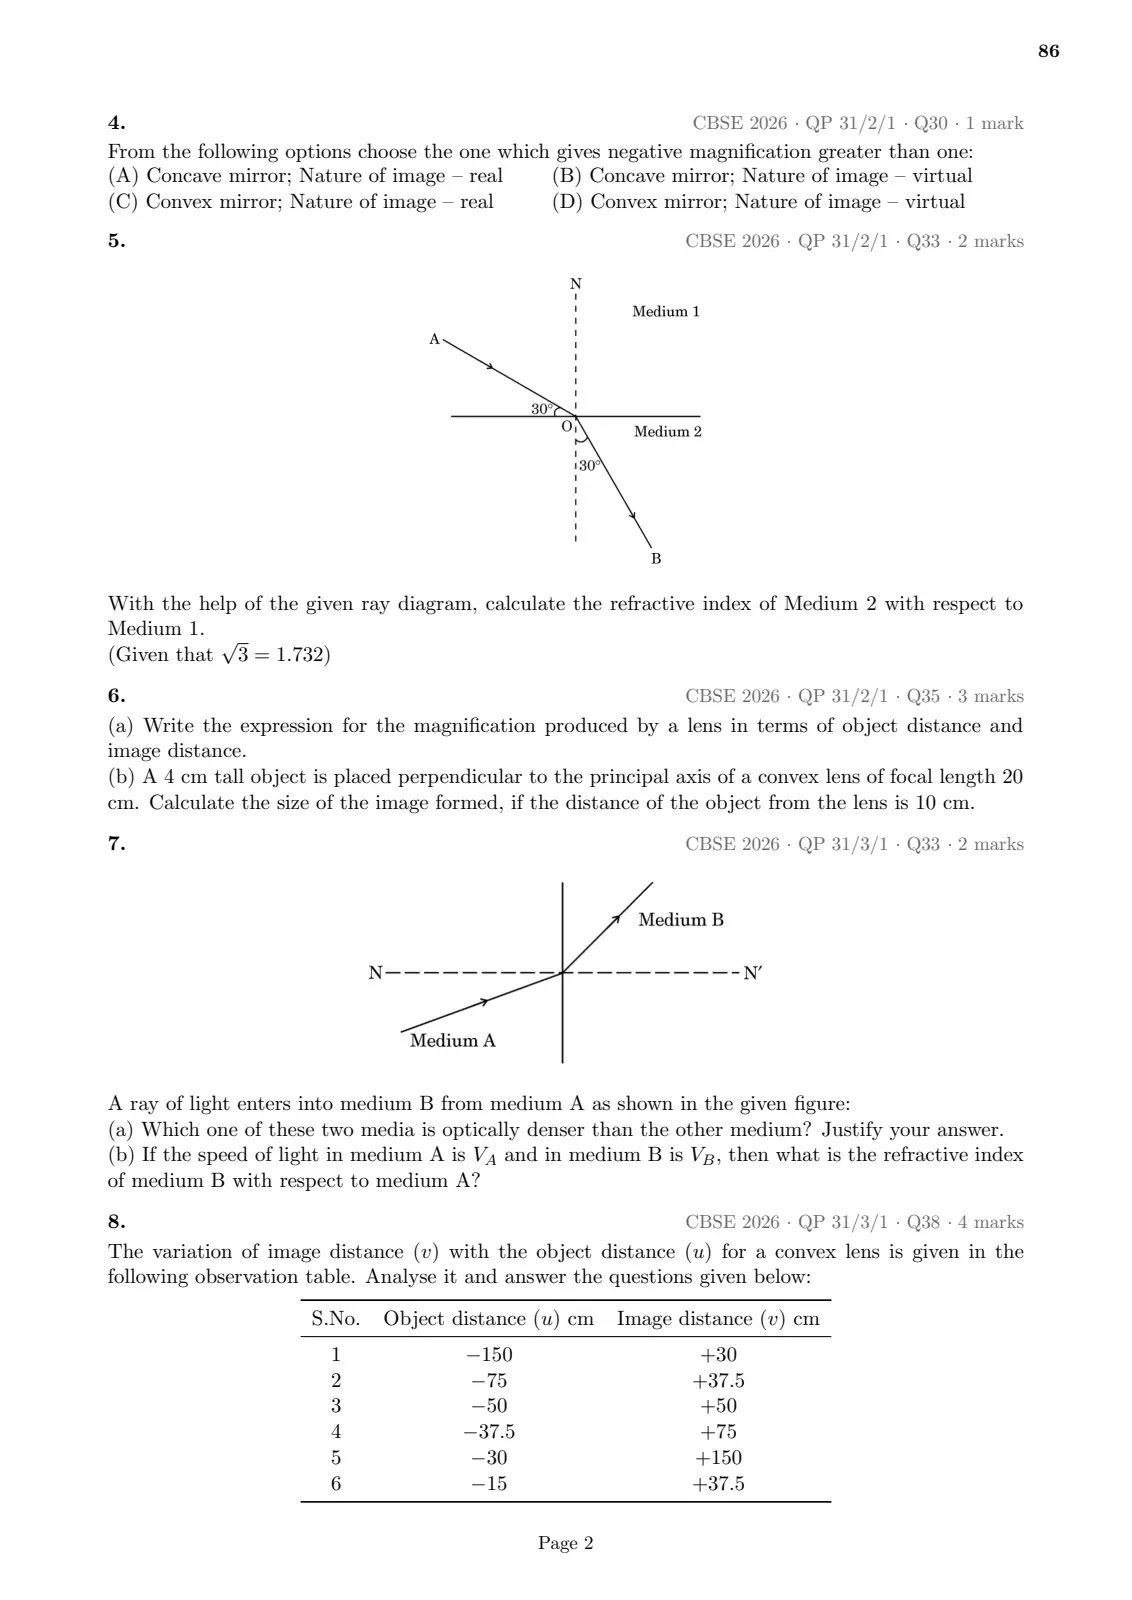 86
4. CBSE 2026 · QP 31/2/1 · Q30 · 1 mark
From the following options choose the one which gives negative magnification greater than one:
(A) Concave mirror; Nature of image – real (B) Concave mirror; Nature of image – virtual
(C) Convex mirror; Nature of image – real (D) Convex mirror; Nature of image – virtual
5. CBSE 2026 · QP 31/2/1 · Q33 · 2 marks
N
Medium 1
A
30°
O
Medium 2
30°
B
With the help of the given ray diagram, calculate the refractive index of Medium 2 with respect to
Medium 1.
(Given that √3 = 1.732)
6. CBSE 2026 · QP 31/2/1 · Q35 · 3 marks
(a) Write the expression for the magnification produced by a lens in terms of object distance and
image distance.
(b) A 4 cm tall object is placed perpendicular to the principal axis of a convex lens of focal length 20
cm. Calculate the size of the image formed, if the distance of the object from the lens is 10 cm.
7. CBSE 2026 · QP 31/3/1 · Q33 · 2 marks
Medium B
N N′
Medium A
A ray of light enters into medium B from medium A as shown in the given figure:
(a) Which one of these two media is optically denser than the other medium? Justify your answer.
(b) If the speed of light in medium A is V_A and in medium B is V_B, then what is the refractive index
of medium B with respect to medium A?
8. CBSE 2026 · QP 31/3/1 · Q38 · 4 marks
The variation of image distance (v) with the object distance (u) for a convex lens is given in the
following observation table. Analyse it and answer the questions given below:
S.No. Object distance (u) cm Image distance (v) cm
1 −150 +30
2 −75 +37.5
3 −50 +50
4 −37.5 +75
5 −30 +150
6 −15 +37.5
Page 2